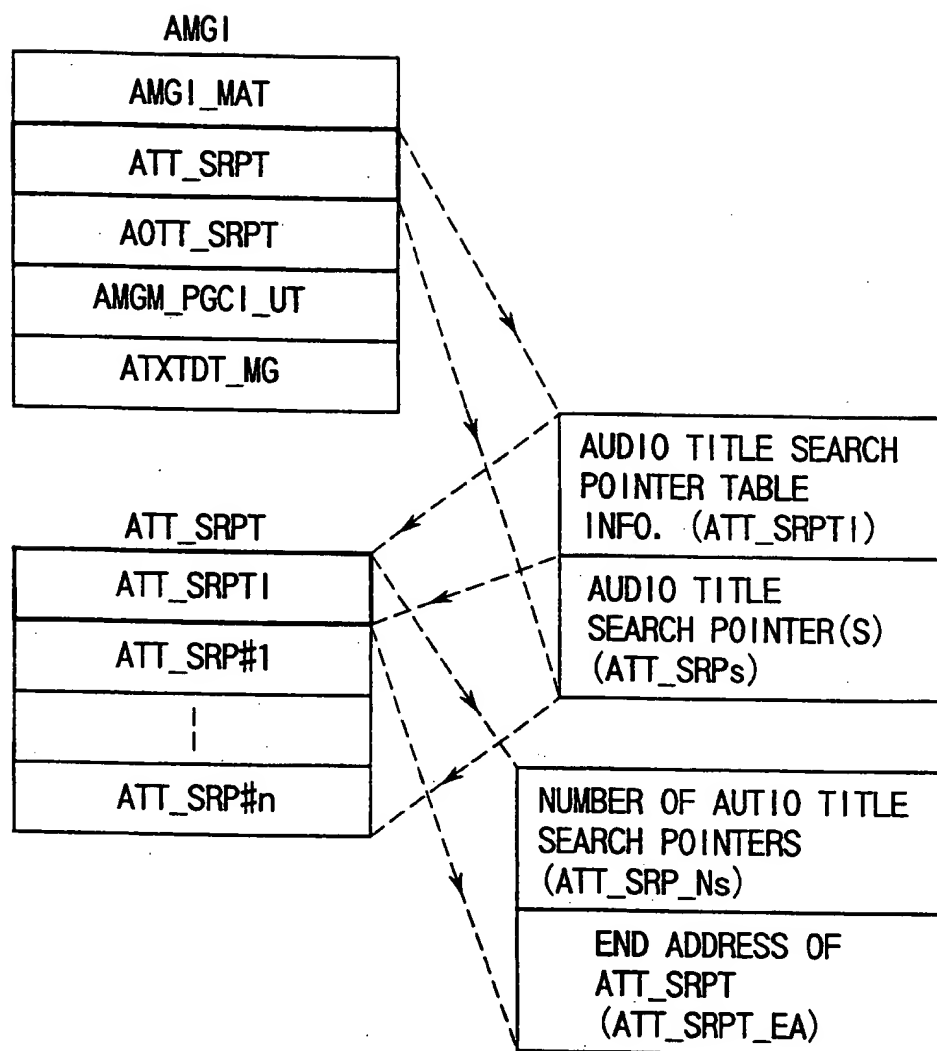 AMGI
AMGI_MAT
ATT_SRPT
AOTT_SRPT
AMGM_PGCI_UT
ATXTDT_MG
AUDIO TITLE SEARCH
POINTER TABLE
INFO. (ATT_SRPTI)
AUDIO TITLE
SEARCH POINTER(S)
(ATT_SRPs)
ATT_SRPT
ATT_SRPTI
ATT_SRP#1
ATT_SRP#n
NUMBER OF AUTIO TITLE
SEARCH POINTERS
(ATT_SRP_Ns)
END ADDRESS OF
ATT_SRPT
(ATT_SRPT_EA)